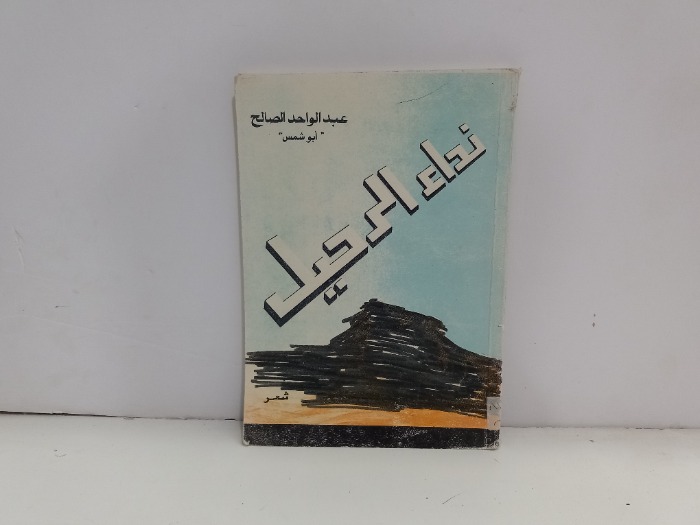 عبد الواحد الصالح
"أبو شمس"
نداء الرحيل
شعر